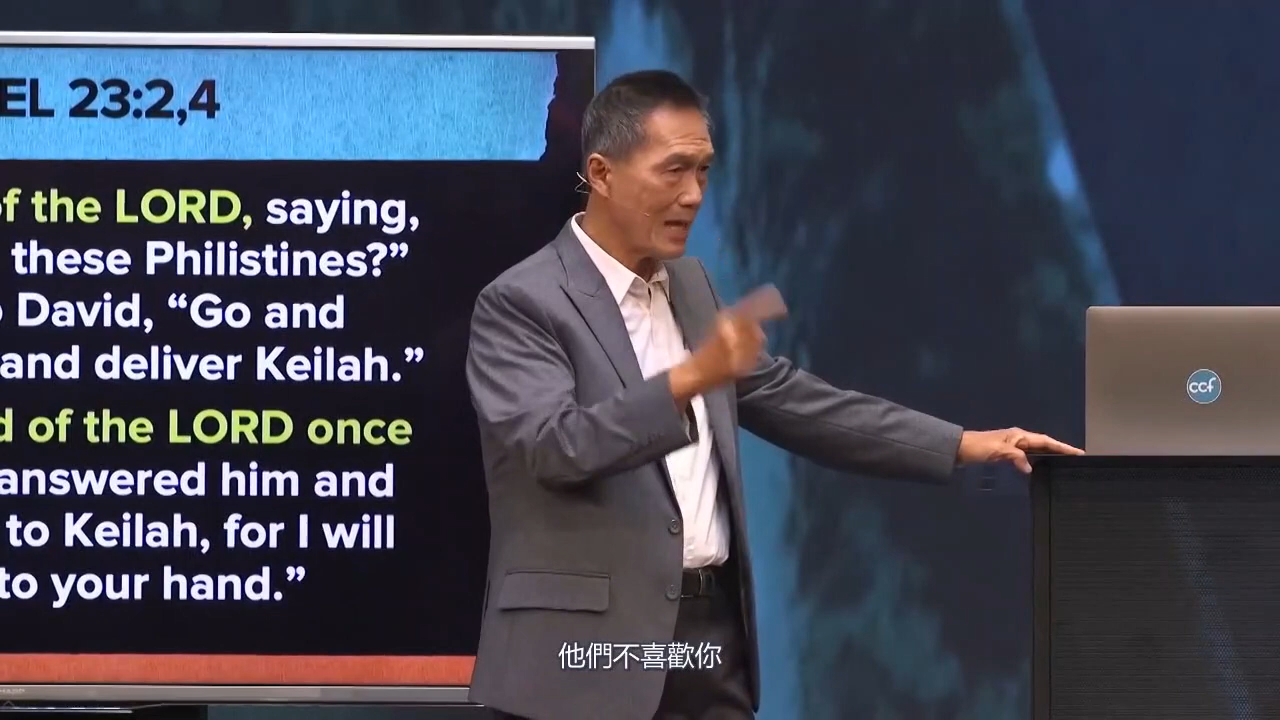 EL 23:2,4
of the LORD, saying,
these Philistines?”
David, “Go and
and deliver Keilah.”
d of the LORD once
answered him and
to Keilah, for I will
to your hand.”
ccf
他們不喜歡你